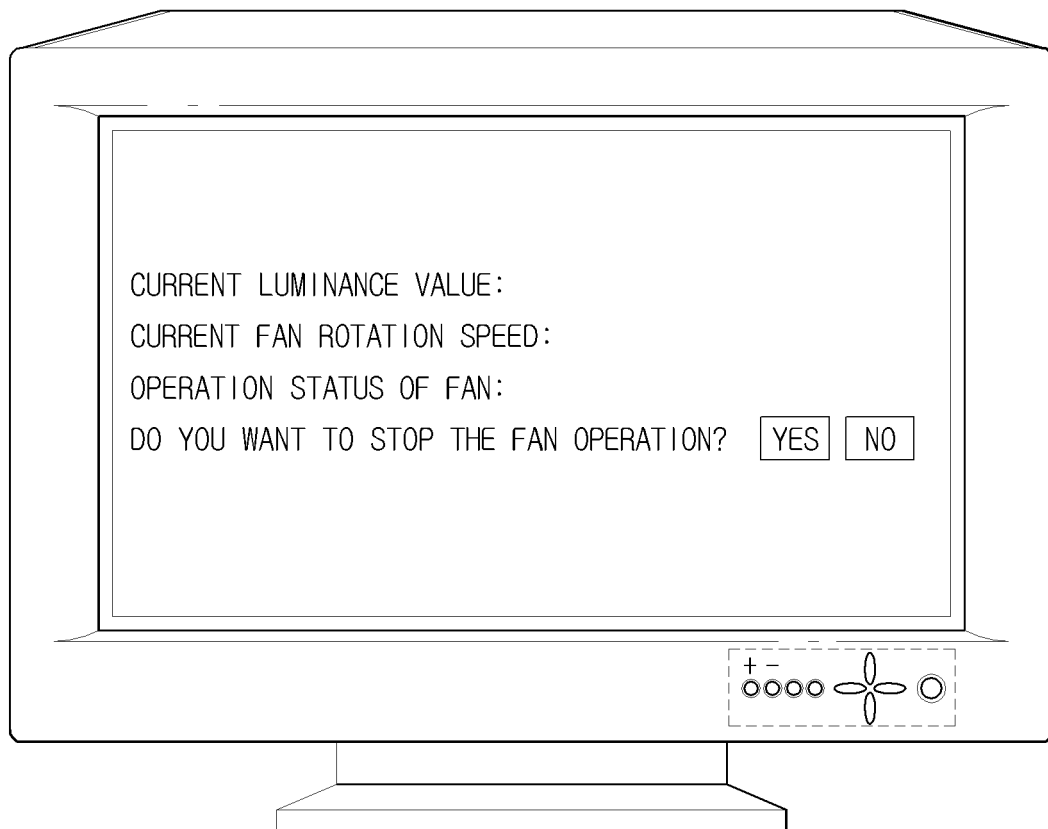 CURRENT LUMINANCE VALUE:
CURRENT FAN ROTATION SPEED:
OPERATION STATUS OF FAN:
DO YOU WANT TO STOP THE FAN OPERATION? YES NO
+ -